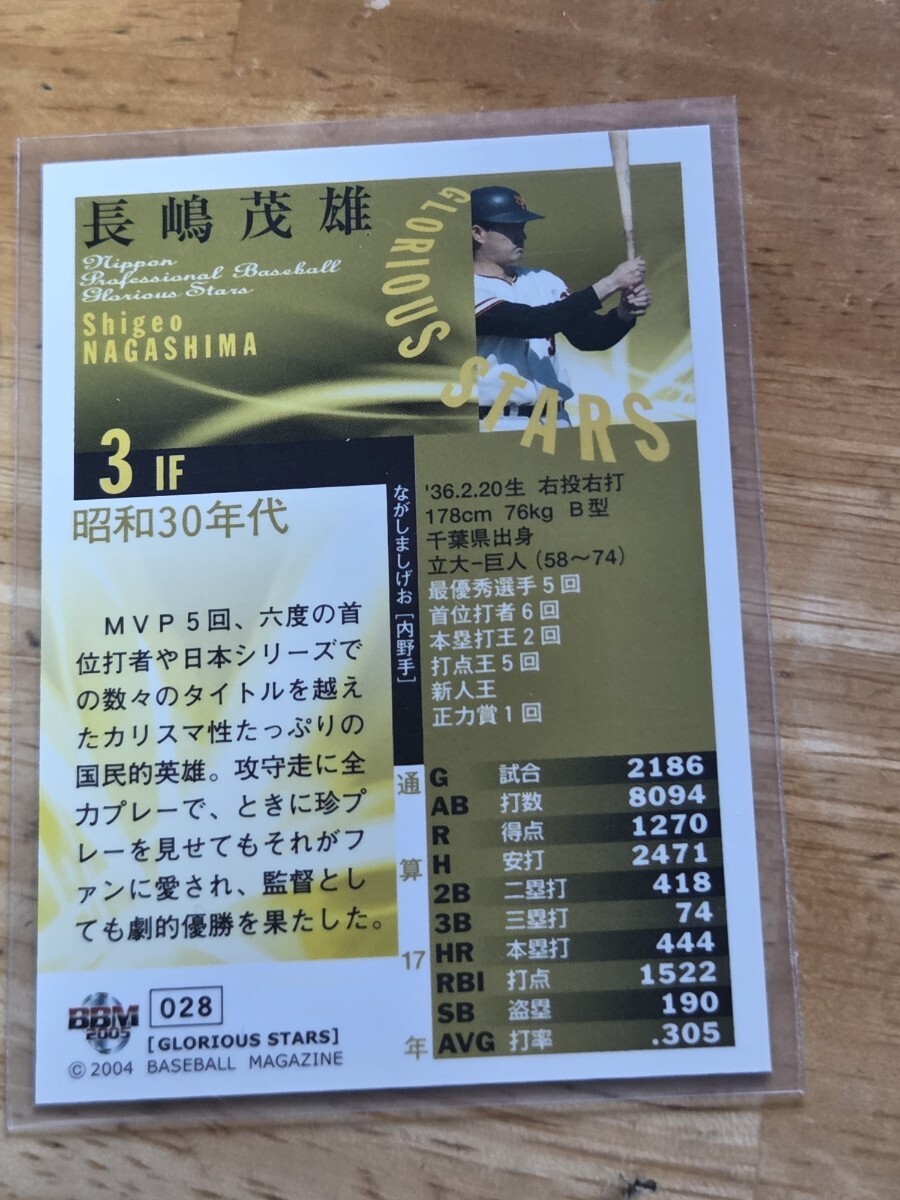 長嶋茂雄
Nippon
Professional Baseball
Glorious Stars
Shigeo
NAGASHIMA
GLORIOUS STARS
3 IF
昭和30年代
MVP5回、六度の首
位打者や日本シリーズで
の数々のタイトルを越え
たカリスマ性たっぷりの
国民的英雄。攻守走に全
力プレーで、ときに珍プ
レーを見せてもそれがフ
ァンに愛され、監督とし
ても劇的優勝を果たした。
ながしましげお［内野手］
'36.2.20生 右投右打
178cm 76kg B型
千葉県出身
立大−巨人（58〜74）
最優秀選手5回
首位打者6回
本塁打王2回
打点王5回
新人王
正力賞1回
通算17年
G 試合 2186
AB 打数 8094
R 得点 1270
H 安打 2471
2B 二塁打 418
3B 三塁打 74
HR 本塁打 444
RBI 打点 1522
SB 盗塁 190
AVG 打率 .305
BBM
2005
028
[GLORIOUS STARS]
© 2004 BASEBALL MAGAZINE